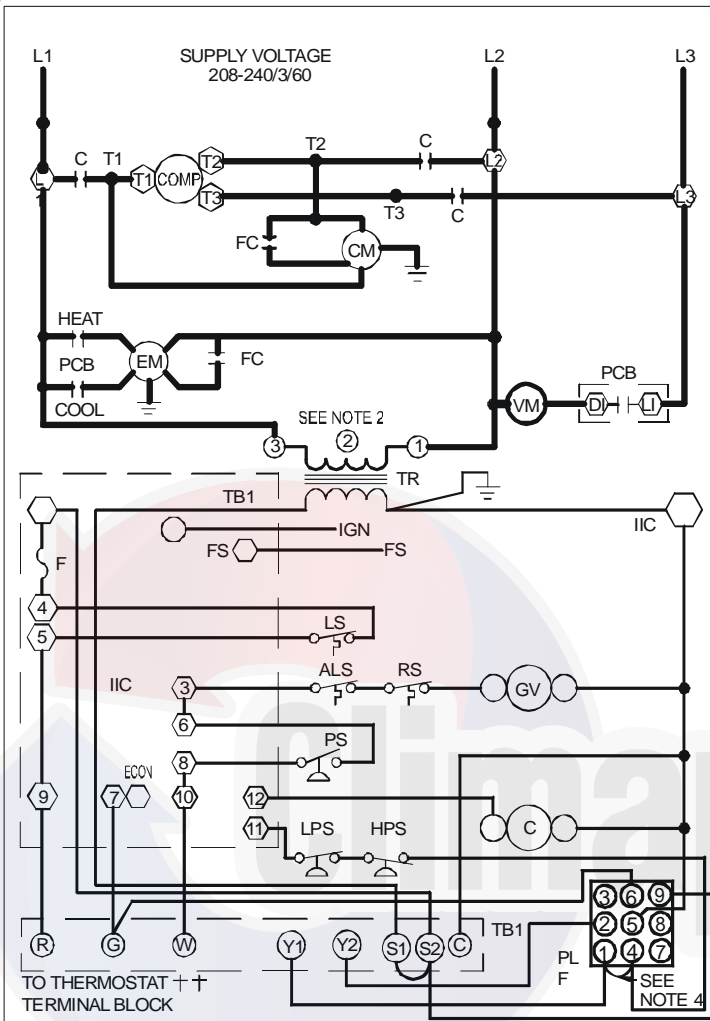 L1 SUPPLY VOLTAGE L2 L3
208-240/3/60
C T1 T2 C
T1 COMP T2 L2
L
1
T3 T3 C L3
FC CM
HEAT
PCB EM FC PCB
COOL VM DI LI
SEE NOTE 2
3 2 1
TR
TB1
IGN IIC
FS FS
F
4
5 LS
IIC 3 ALS RS GV
6
8 PS
ECON
9 7 10 12
C
11 LPS HPS
3 6 9
R G W Y1 Y2 S1 S2 C TB1 2 5 8
1 4 7
PL
F
TO THERMOSTAT ++
TERMINAL BLOCK
SEE
NOTE 4
Climar